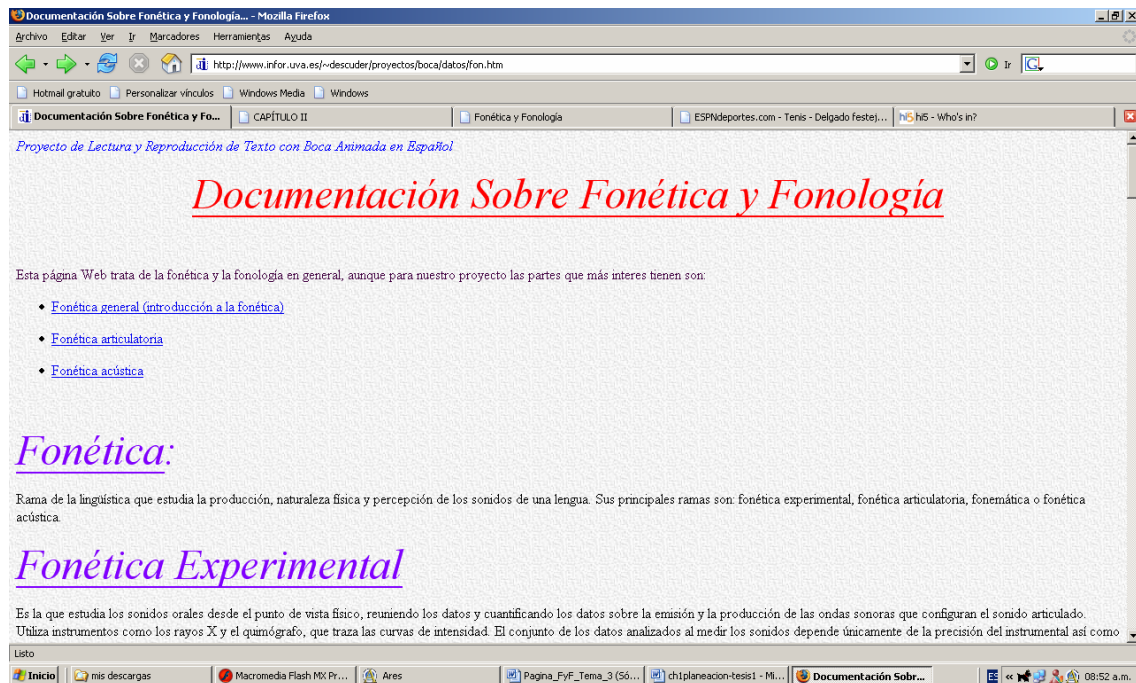 Documentación Sobre Fonética y Fonología... - Mozilla Firefox
Archivo Editar Ver Ir Marcadores Herramientas Ayuda
http://www.infor.uva.es/~descuder/proyectos/boca/datos/fon.htm Ir G
Hotmail gratuito Personalizar vínculos Windows Media Windows
Documentación Sobre Fonética y Fo... CAPÍTULO II Fonética y Fonología ESPNdeportes.com - Tenis - Delgado festej... hi5 hi5 - Who's in?
Proyecto de Lectura y Reproducción de Texto con Boca Animada en Español
Documentación Sobre Fonética y Fonología
Esta página Web trata de la fonética y la fonología en general, aunque para nuestro proyecto las partes que más interes tienen son:
Fonética general (introducción a la fonética)
Fonética articulatoria
Fonética acústica
Fonética:
Rama de la lingüística que estudia la producción, naturaleza física y percepción de los sonidos de una lengua. Sus principales ramas son: fonética experimental, fonética articulatoria, fonemática o fonética
acústica.
Fonética Experimental
Es la que estudia los sonidos orales desde el punto de vista físico, reuniendo los datos y cuantificando los datos sobre la emisión y la producción de las ondas sonoras que configuran el sonido articulado.
Utiliza instrumentos como los rayos X y el quimógrafo, que traza las curvas de intensidad. El conjunto de los datos analizados al medir los sonidos depende únicamente de la precisión del instrumental así como
Listo
Inicio mis descargas Macromedia Flash MX Pr... Ares Pagina_FyF_Tema_3 (Só... ch1planeacion-tesis1 - Mi... Documentación Sobr... ES « 08:52 a.m.